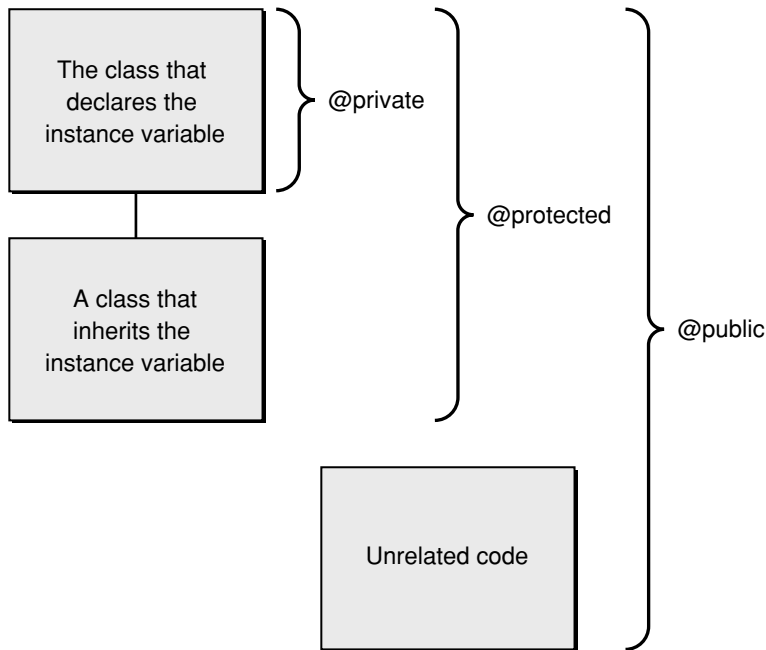 The class that
declares the
instance variable
@private
@protected
A class that
inherits the
instance variable
@public
Unrelated code